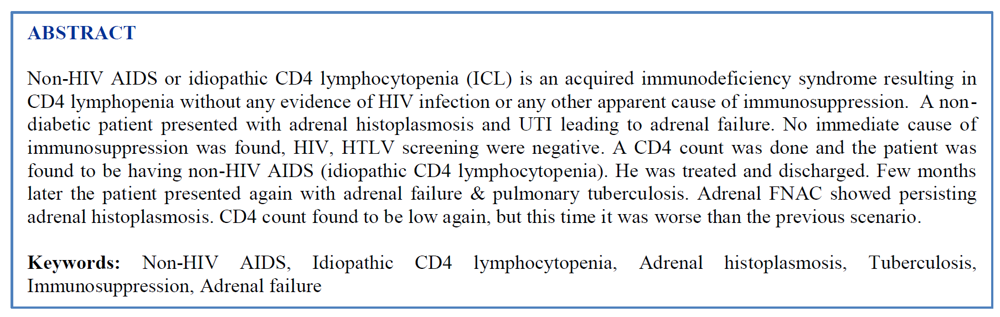 ABSTRACT
Non-HIV AIDS or idiopathic CD4 lymphocytopenia (ICL) is an acquired immunodeficiency syndrome resulting in
CD4 lymphopenia without any evidence of HIV infection or any other apparent cause of immunosuppression.  A non-
diabetic patient presented with adrenal histoplasmosis and UTI leading to adrenal failure. No immediate cause of
immunosuppression was found, HIV, HTLV screening were negative. A CD4 count was done and the patient was
found to be having non-HIV AIDS (idiopathic CD4 lymphocytopenia). He was treated and discharged. Few months
later the patient presented again with adrenal failure & pulmonary tuberculosis. Adrenal FNAC showed persisting
adrenal histoplasmosis. CD4 count found to be low again, but this time it was worse than the previous scenario.
Keywords: Non-HIV AIDS, Idiopathic CD4 lymphocytopenia, Adrenal histoplasmosis, Tuberculosis,
Immunosuppression, Adrenal failure